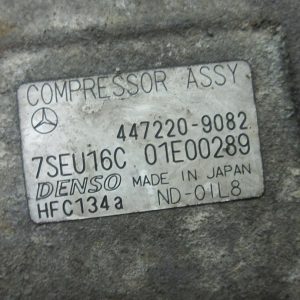 COMPRESSOR ASSY
447220-9082
7SEU16C 01E00289
DENSO MADE IN JAPAN
HFC134a ND-OIL8